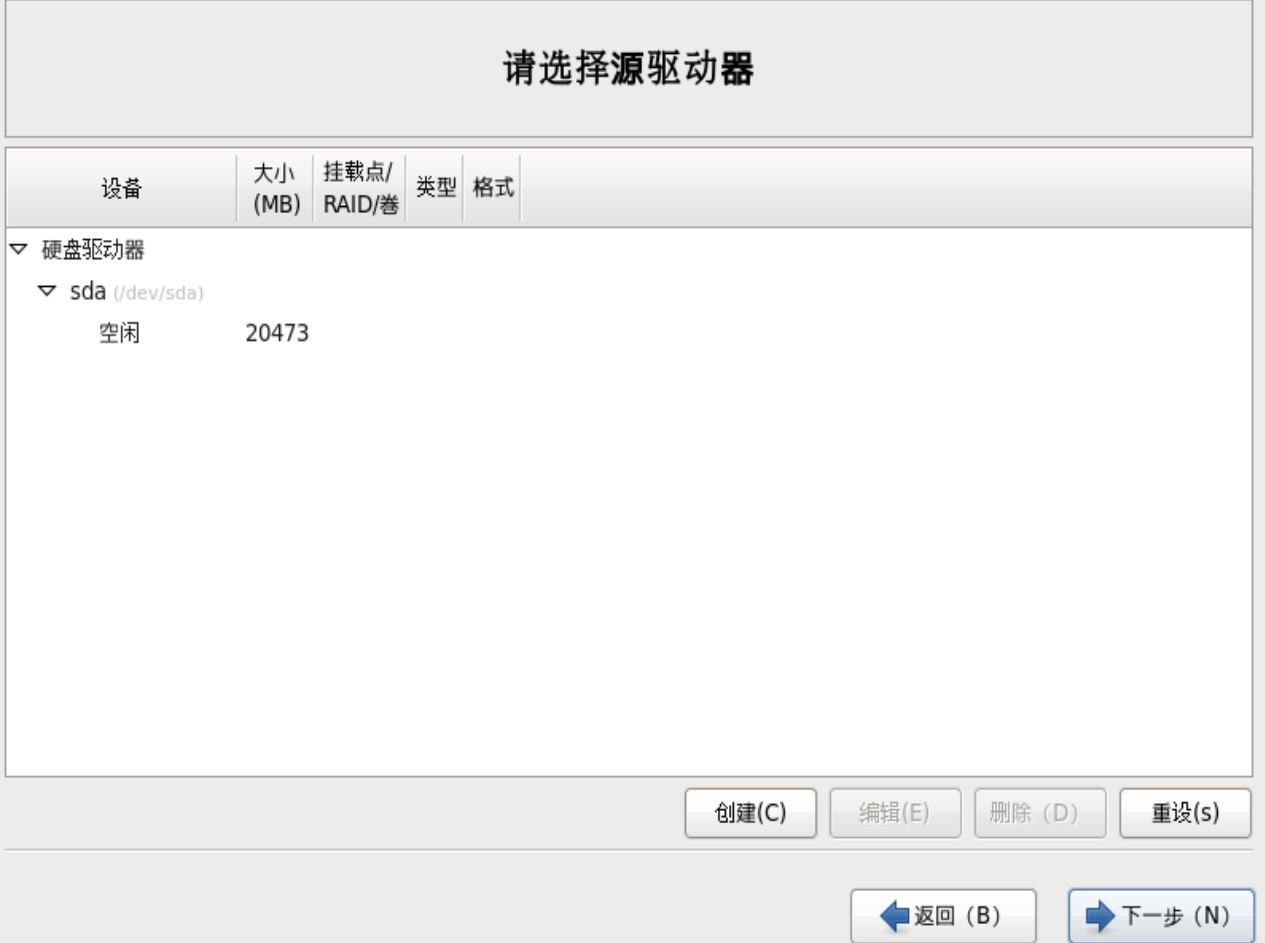 请选择源驱动器
设备
大小
(MB)
挂载点/
RAID/卷
类型
格式
硬盘驱动器
sda (/dev/sda)
空闲 20473
创建(C) 编辑(E) 删除（D） 重设(s)
返回（B） 下一步（N）